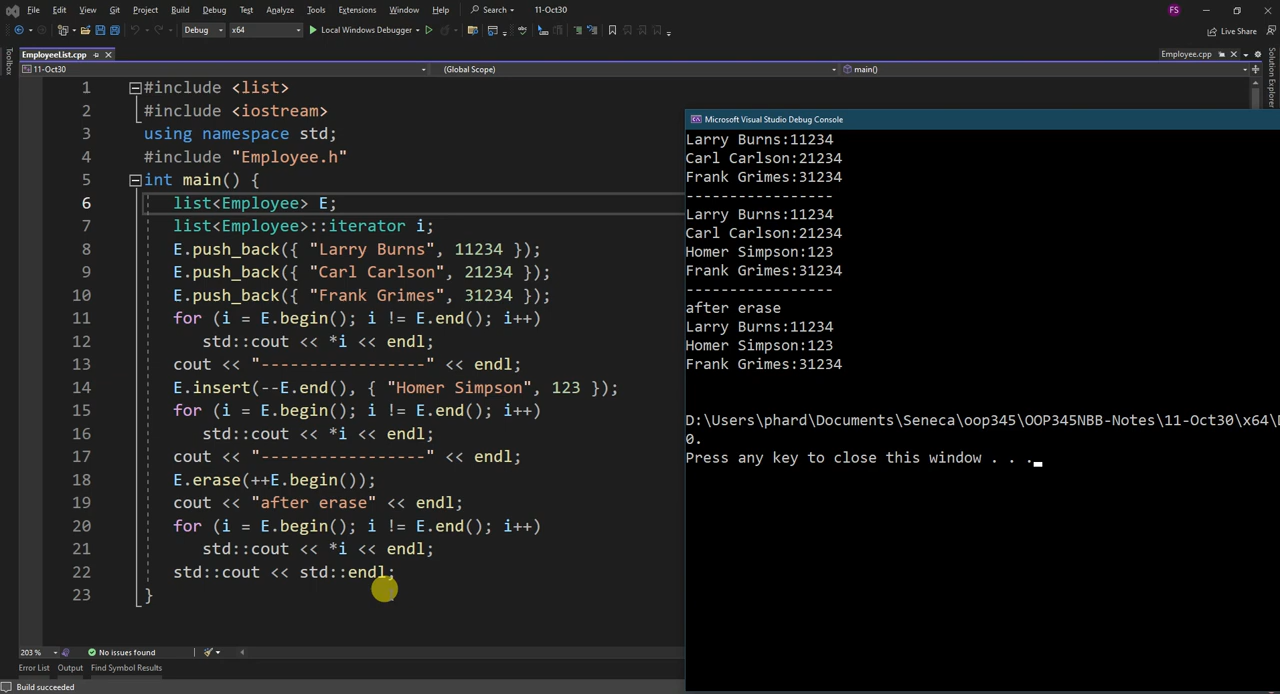 File Edit View Git Project Build Debug Test Analyze Tools Extensions Window Help Search 11-Oct30 FS
Debug x64 Local Windows Debugger Live Share
EmployeeList.cpp Employee.cpp
11-Oct30 (Global Scope) main()
Toolbox
Solution Explorer
1 #include <list>
2 #include <iostream>
3 using namespace std;
4 #include "Employee.h"
5 int main() {
6 list<Employee> E;
7 list<Employee>::iterator i;
8 E.push_back({ "Larry Burns", 11234 });
9 E.push_back({ "Carl Carlson", 21234 });
10 E.push_back({ "Frank Grimes", 31234 });
11 for (i = E.begin(); i != E.end(); i++)
12 std::cout << *i << endl;
13 cout << "-----------------" << endl;
14 E.insert(--E.end(), { "Homer Simpson", 123 });
15 for (i = E.begin(); i != E.end(); i++)
16 std::cout << *i << endl;
17 cout << "-----------------" << endl;
18 E.erase(++E.begin());
19 cout << "after erase" << endl;
20 for (i = E.begin(); i != E.end(); i++)
21 std::cout << *i << endl;
22 std::cout << std::endl;
23 }
Microsoft Visual Studio Debug Console
Larry Burns:11234
Carl Carlson:21234
Frank Grimes:31234
-----------------
Larry Burns:11234
Carl Carlson:21234
Homer Simpson:123
Frank Grimes:31234
-----------------
after erase
Larry Burns:11234
Homer Simpson:123
Frank Grimes:31234
D:\Users\phard\Documents\Seneca\oop345\OOP345NBB-Notes\11-Oct30\x64\D
0.
Press any key to close this window . . .
203 % No issues found
Error List Output Find Symbol Results
Build succeeded